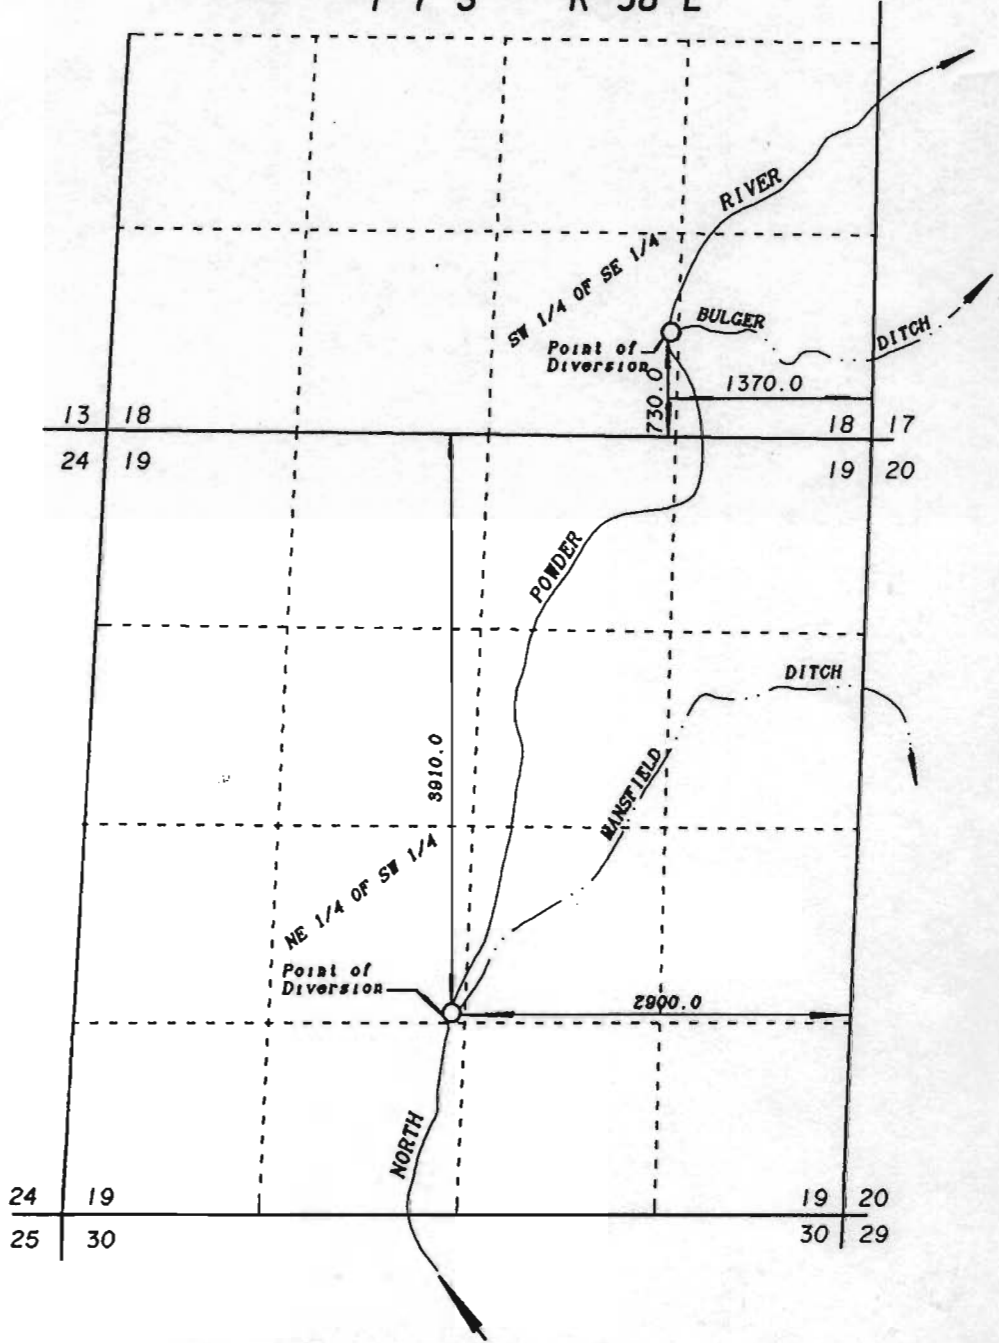 RIVER
SW 1/4 OF SE 1/4
BULGER
DITCH
Point of
Diversion
730.0
1370.0
13 18
18 17
24 19
19 20
POWDER
DITCH
3910.0
MANSFIELD
NE 1/4 OF SW 1/4
Point of
Diversion
2900.0
NORTH
24 19
19 20
25 30
30 29